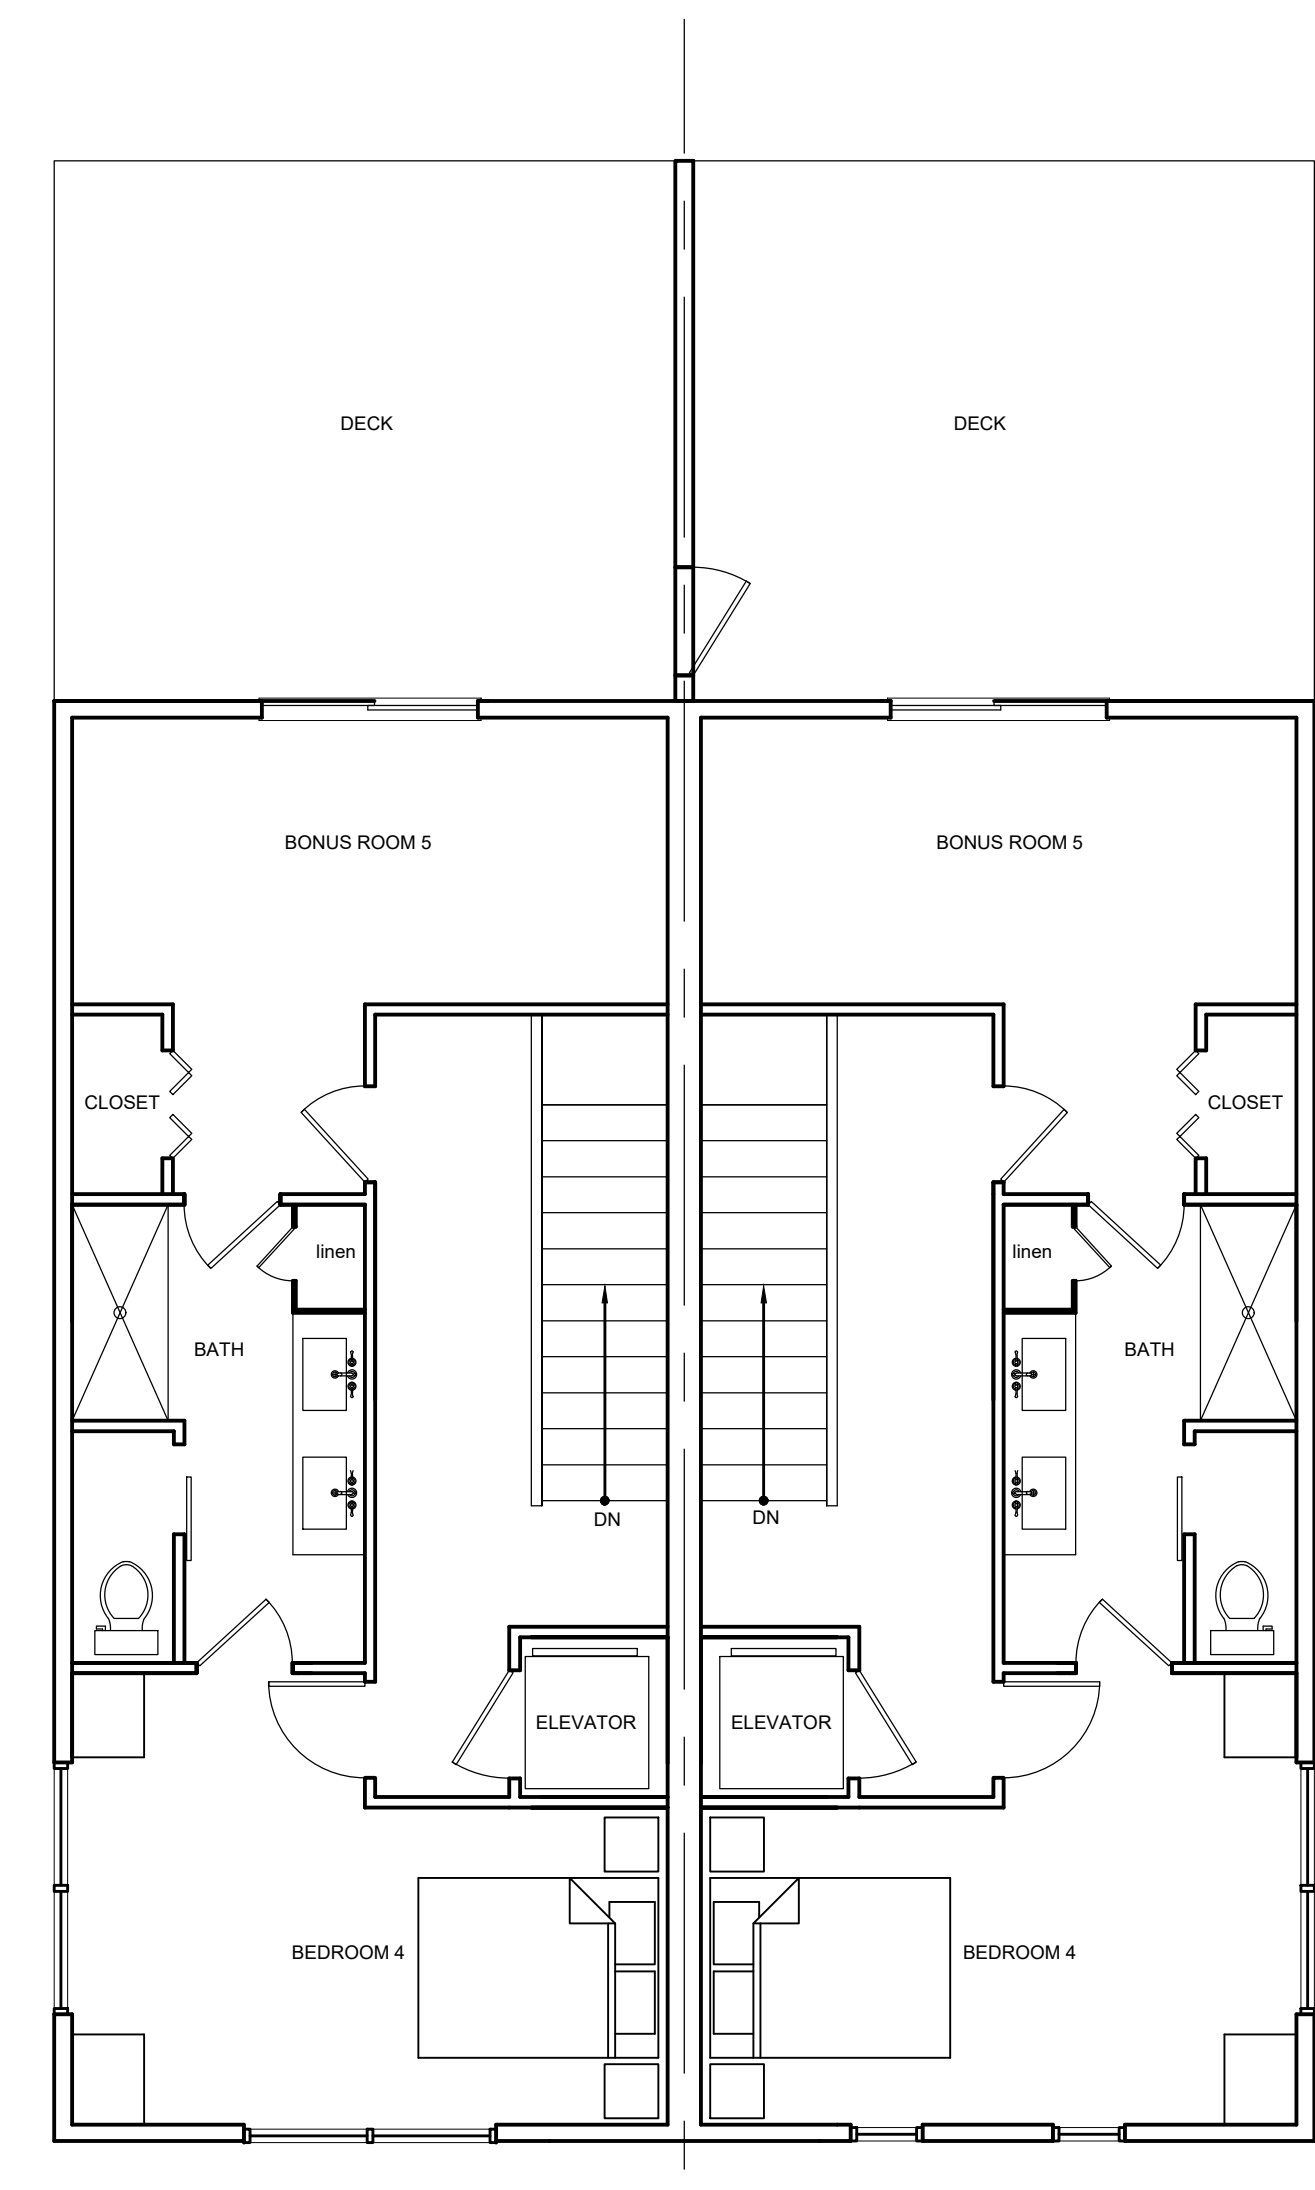 DECK
DECK
BONUS ROOM 5
BONUS ROOM 5
CLOSET
CLOSET
linen
linen
BATH
BATH
DN
DN
ELEVATOR
ELEVATOR
BEDROOM 4
BEDROOM 4